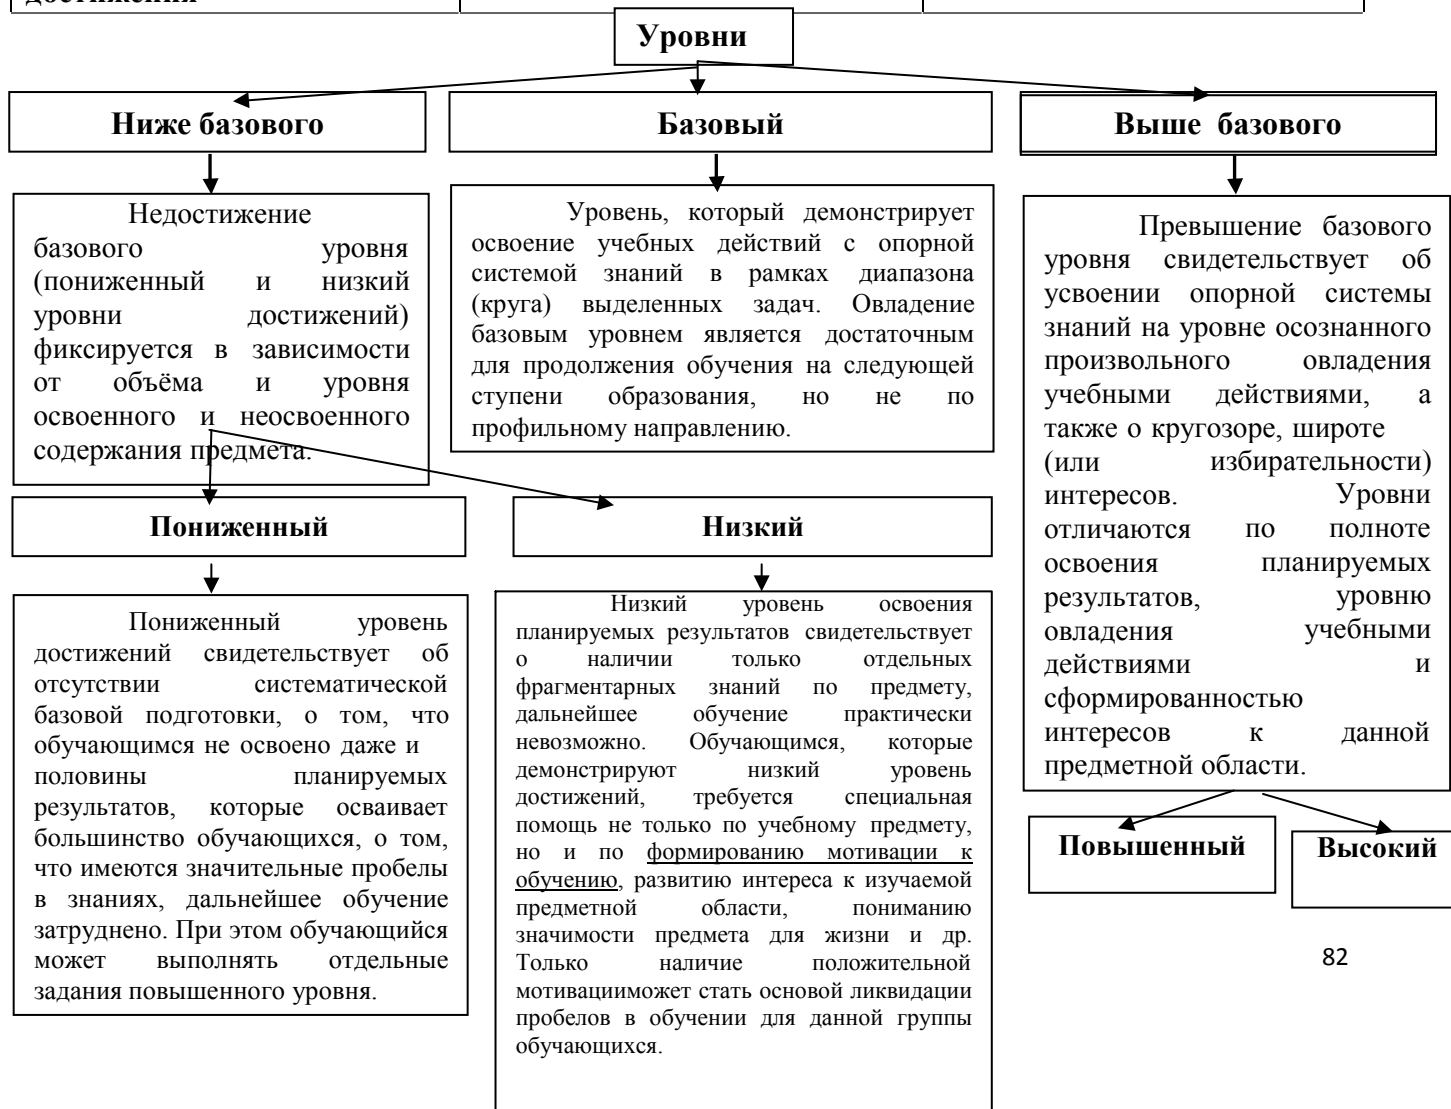 достижения
Уровни
Ниже базового
Базовый
Выше базового
Недостижение
базового уровня
(пониженный и низкий
уровни достижений)
фиксируется в зависимости
от объёма и уровня
освоенного и неосвоенного
содержания предмета.
Уровень, который демонстрирует
освоение учебных действий с опорной
системой знаний в рамках диапазона
(круга) выделенных задач. Овладение
базовым уровнем является достаточным
для продолжения обучения на следующей
ступени образования, но не по
профильному направлению.
Превышение базового
уровня свидетельствует об
усвоении опорной системы
знаний на уровне осознанного
произвольного овладения
учебными действиями, а
также о кругозоре, широте
(или избирательности)
интересов. Уровни
отличаются по полноте
освоения планируемых
результатов, уровню
овладения учебными
действиями и
сформированностью
интересов к данной
предметной области.
Пониженный
Низкий
Пониженный уровень
достижений свидетельствует об
отсутствии систематической
базовой подготовки, о том, что
обучающимся не освоено даже и
половины планируемых
результатов, которые осваивает
большинство обучающихся, о том,
что имеются значительные пробелы
в знаниях, дальнейшее обучение
затруднено. При этом обучающийся
может выполнять отдельные
задания повышенного уровня.
Низкий уровень освоения
планируемых результатов свидетельствует
о наличии только отдельных
фрагментарных знаний по предмету,
дальнейшее обучение практически
невозможно. Обучающимся, которые
демонстрируют низкий уровень
достижений, требуется специальная
помощь не только по учебному предмету,
но и по формированию мотивации к
обучению, развитию интереса к изучаемой
предметной области, пониманию
значимости предмета для жизни и др.
Только наличие положительной
мотивацииможет стать основой ликвидации
пробелов в обучении для данной группы
обучающихся.
Повышенный
Высокий
82